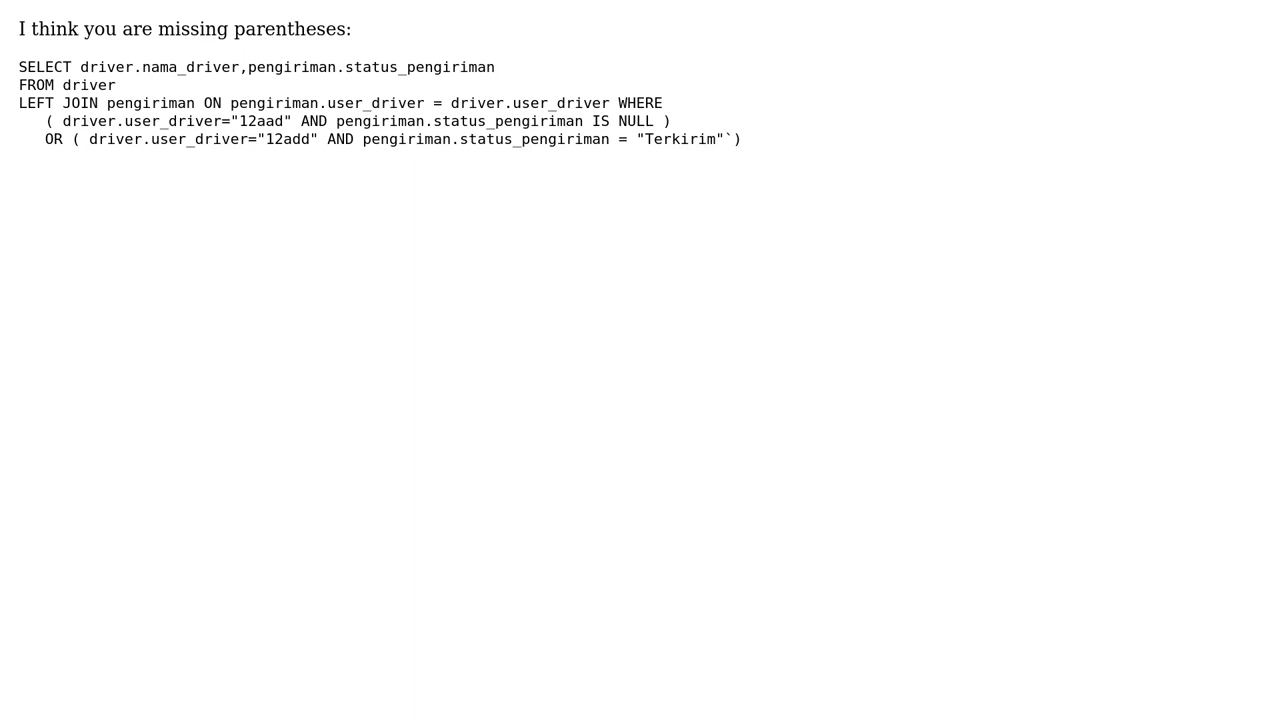 I think you are missing parentheses:
SELECT driver.nama_driver,pengiriman.status_pengiriman
FROM driver
LEFT JOIN pengiriman ON pengiriman.user_driver = driver.user_driver WHERE
   ( driver.user_driver="12aad" AND pengiriman.status_pengiriman IS NULL )
   OR ( driver.user_driver="12add" AND pengiriman.status_pengiriman = "Terkirim"`)